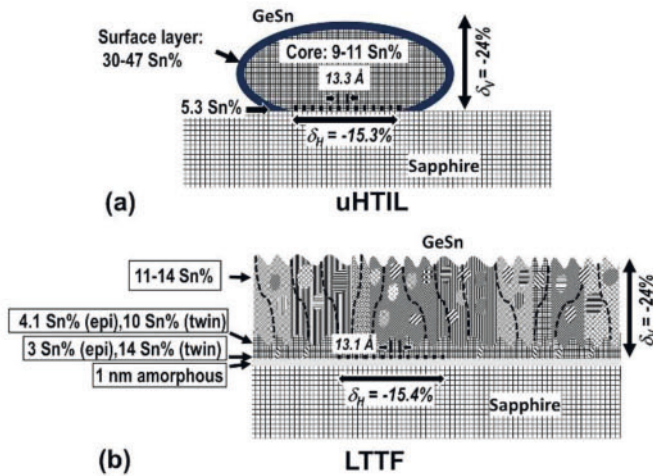 GeSn
Surface layer:
30-47 Sn%
Core: 9-11 Sn%
13.3 Å
5.3 Sn%
δV = -24%
δH = -15.3%
Sapphire
(a)
uHTIL
GeSn
11-14 Sn%
4.1 Sn% (epi),10 Sn% (twin)
3 Sn% (epi),14 Sn% (twin)
13.1 Å
1 nm amorphous
δV = -24%
δH = -15.4%
Sapphire
(b)
LTTF